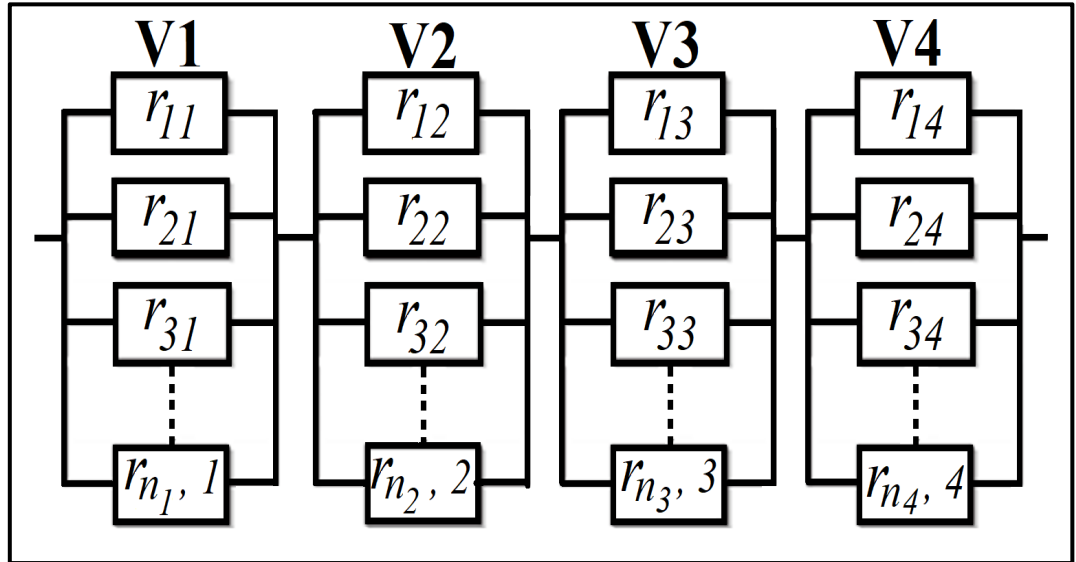 V1 V2 V3 V4
r11 r12 r13 r14
r21 r22 r23 r24
r31 r32 r33 r34
rn1, 1 rn2, 2 rn3, 3 rn4, 4